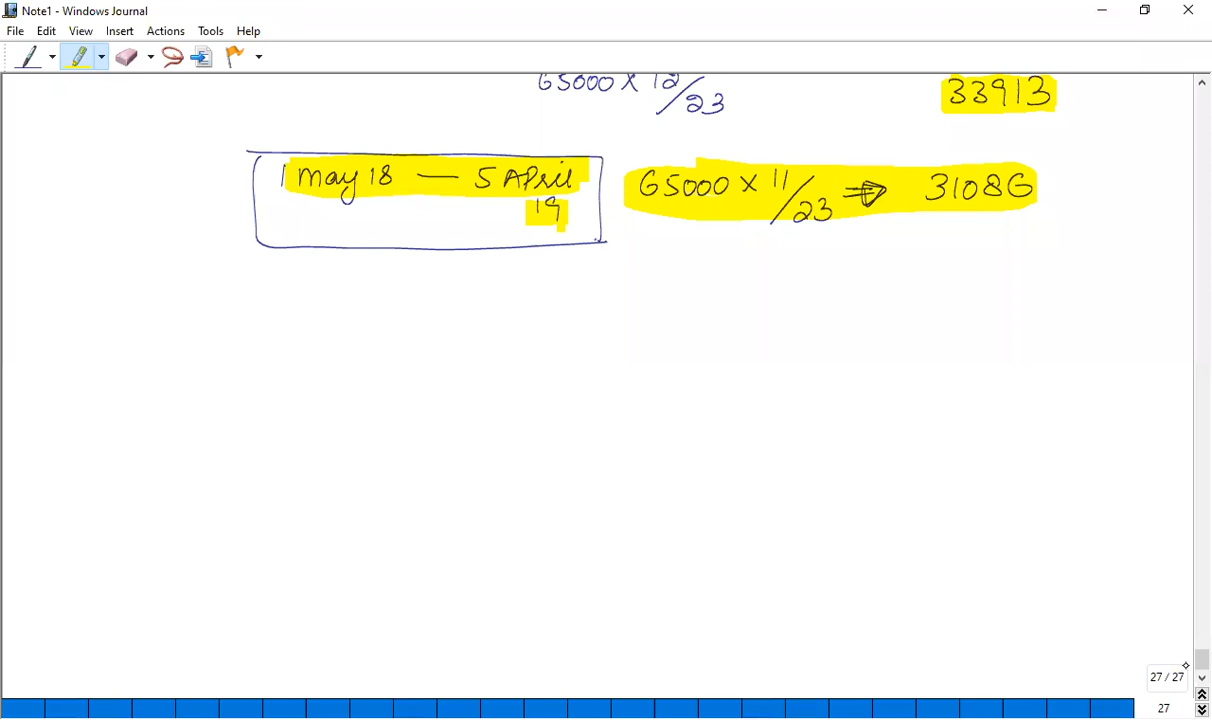 Note1 - Windows Journal
File Edit View Insert Actions Tools Help
65000 X 12/23 33913
1 May 18 — 5 April 19
65000 X 11/23 ⇒ 31086
27 / 27
27